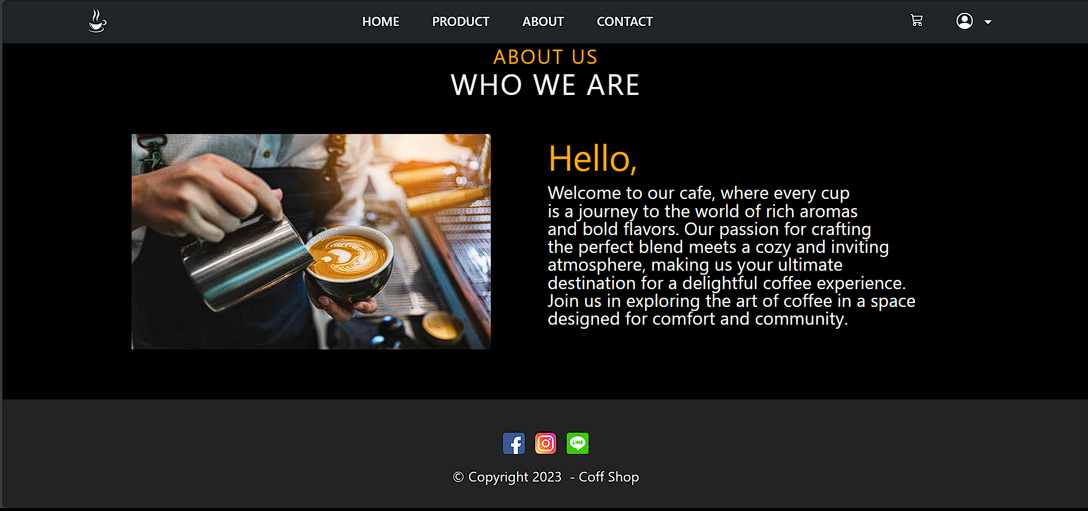 HOME PRODUCT ABOUT CONTACT
ABOUT US
WHO WE ARE
Hello,
Welcome to our cafe, where every cup
is a journey to the world of rich aromas
and bold flavors. Our passion for crafting
the perfect blend meets a cozy and inviting
atmosphere, making us your ultimate
destination for a delightful coffee experience.
Join us in exploring the art of coffee in a space
designed for comfort and community.
LINE
© Copyright 2023 - Coff Shop